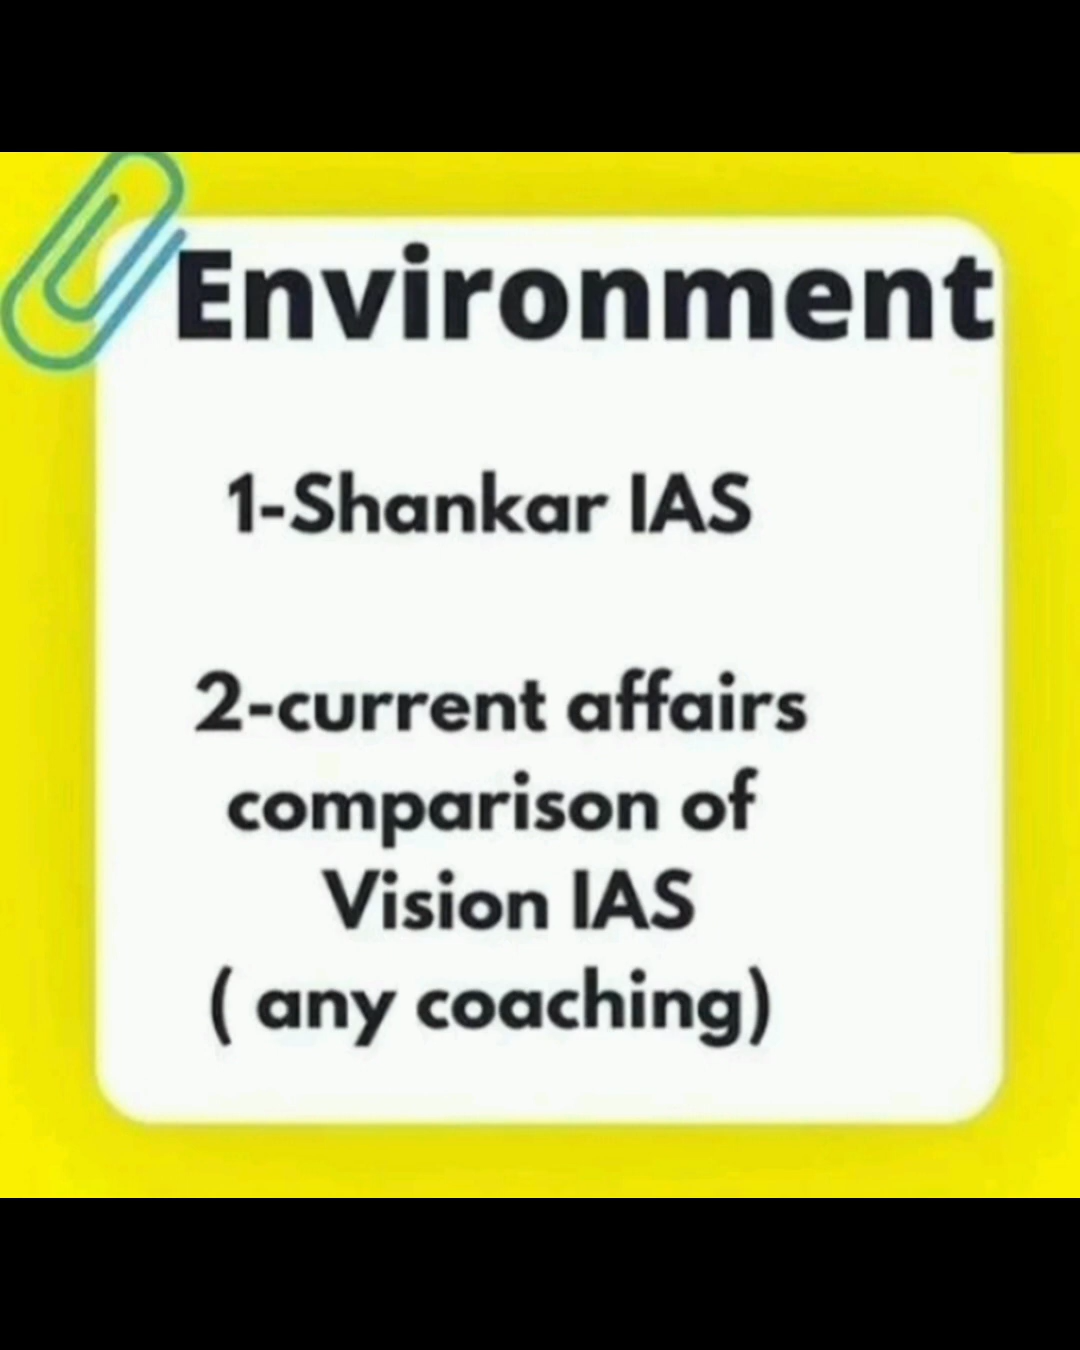 Environment
1-Shankar IAS
2-current affairs
comparison of
Vision IAS
( any coaching)